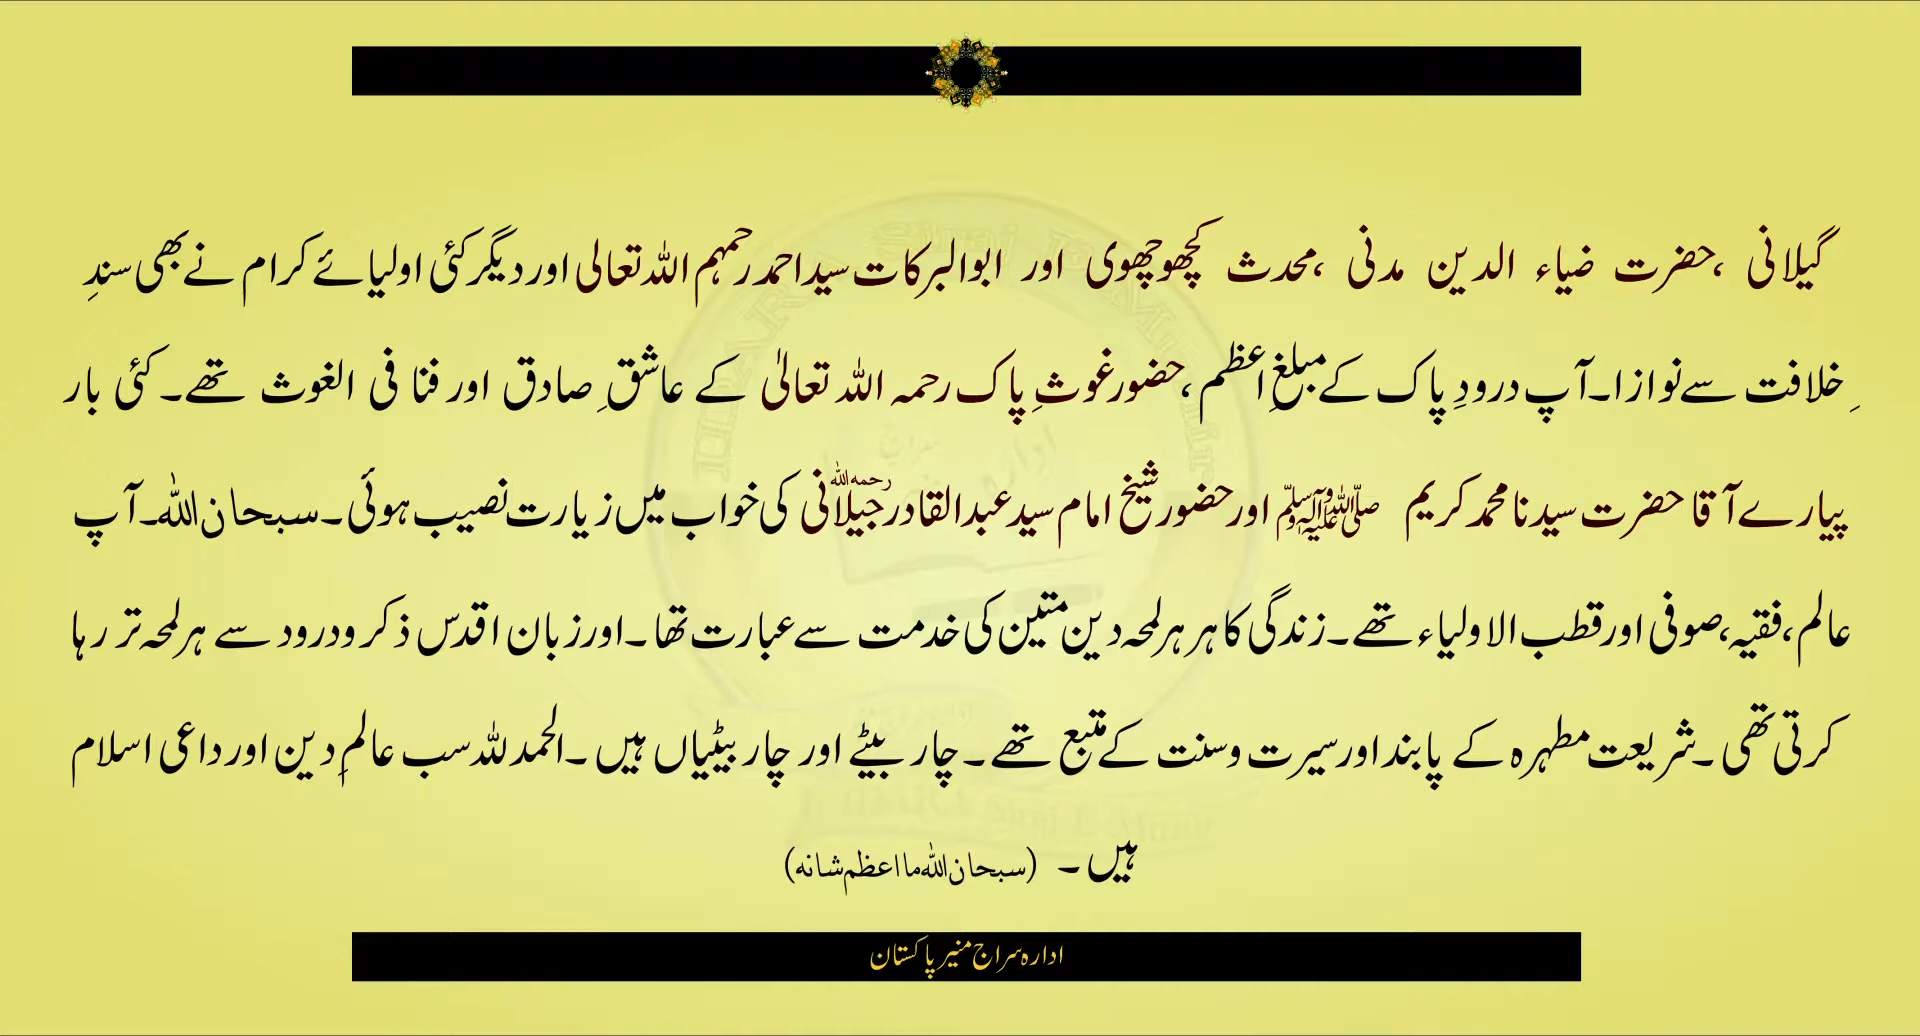 گیلانی ،حضرت ضیاء الدین مدنی ،محدث کچھوچھوی اور ابوالبرکات سیداحمدرحمہم اللہ تعالی اور دیگر کئی اولیائے کرام نے بھی سندِ
ِخلافت سے نوازا۔آپ درودِ پاک کے مبلغِ اعظم ،حضور غوثِ پاک رحمہ اللہ تعالیٰ کے عاشقِ صادق اور فنا فی الغوث تھے۔کئی بار
پیارے آقا حضرت سیدنا محمد کریم ﷺ اور حضور شیخ امام سید عبدالقادر جیلانی رحمہ اللہ کی خواب میں زیارت نصیب ہوئی۔سبحان اللہ۔آپ
عالم،فقیہ،صوفی اور قطب الاولیاء تھے۔زندگی کا ہر ہر لمحہ دین متین کی خدمت سے عبارت تھا۔اور زبان اقدس ذکر و درود سے ہر لمحہ تر رہا
کرتی تھی۔شریعت مطہرہ کے پابند اور سیرت وسنت کے متبع تھے۔چار بیٹے اور چار بیٹیاں ہیں۔الحمد للہ سب عالمِ دین اور داعی اسلام
ہیں۔ (سبحان اللہ ما اعظم شانہ)
ادارہ سراج منیر پاکستان